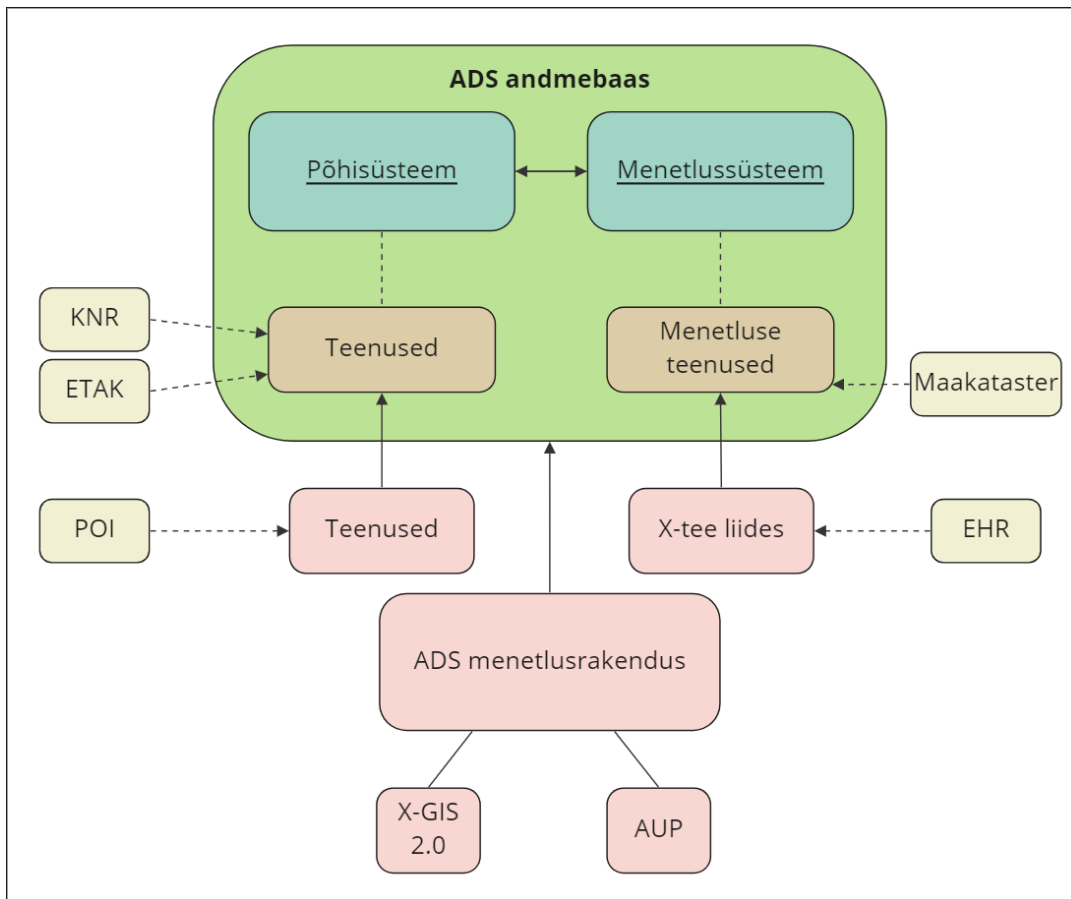 ADS andmebaas
Põhisüsteem
Menetlussüsteem
KNR
Teenused
Menetluse
teenused
ETAK
Maakataster
POI
Teenused
X-tee liides
EHR
ADS menetlusrakendus
X-GIS
2.0
AUP